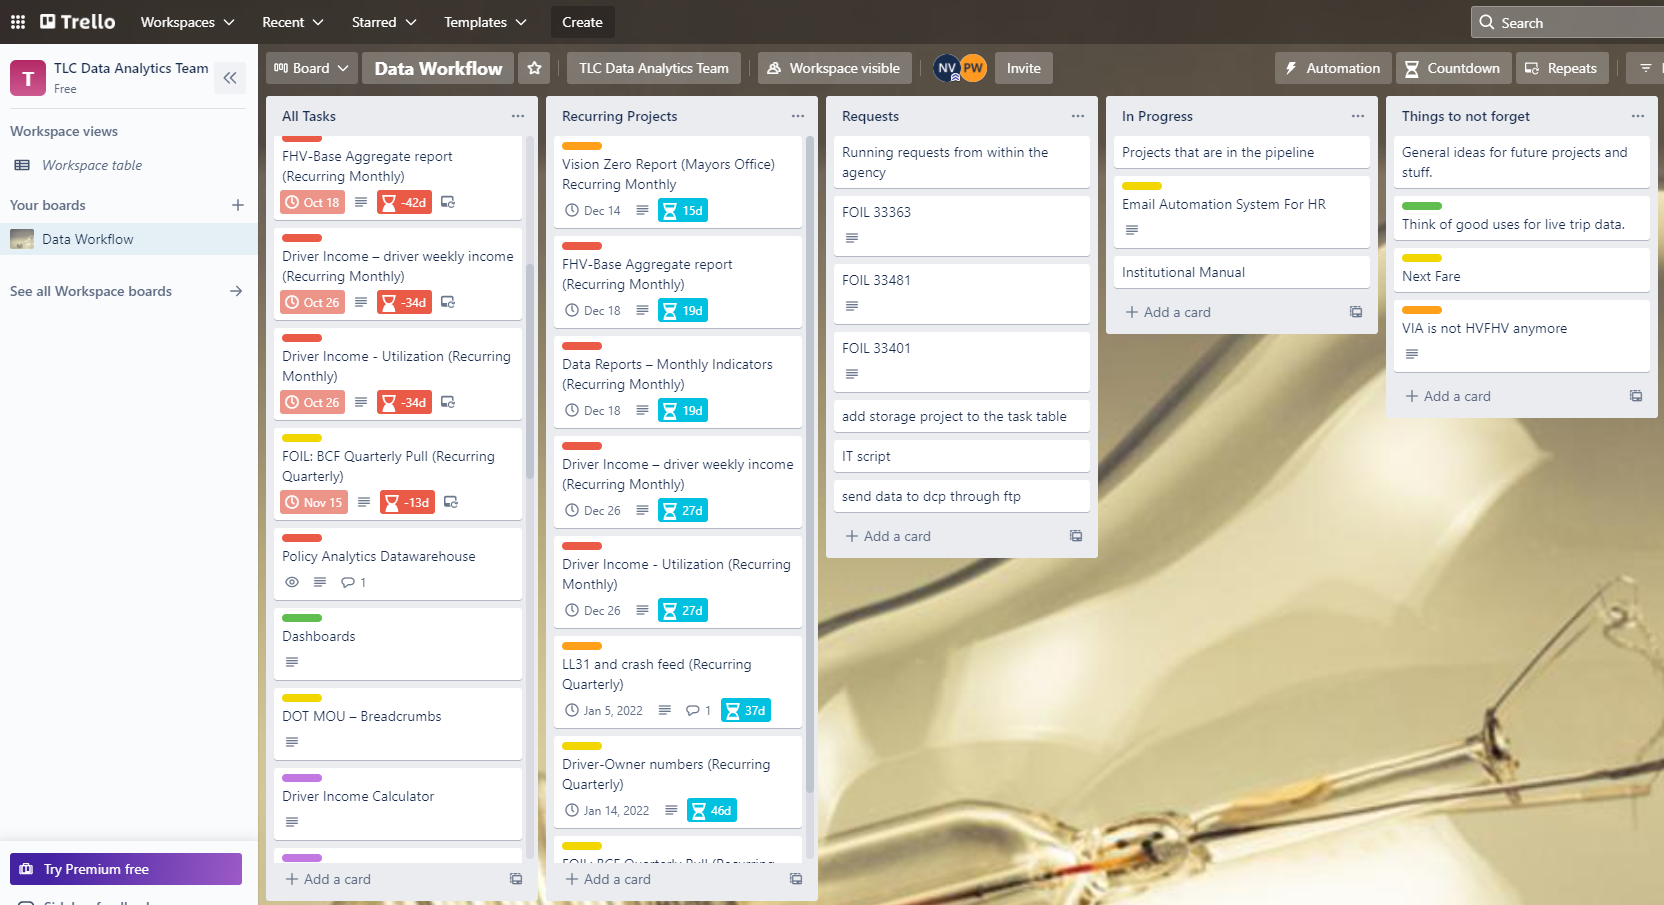 Trello
Workspaces
Recent
Starred
Templates
Create
Search
T
TLC Data Analytics Team
Free
Board
Data Workflow
TLC Data Analytics Team
Workspace visible
NV
PW
Invite
Automation
Countdown
Repeats
Workspace views
Workspace table
Your boards
Data Workflow
See all Workspace boards
Try Premium free
All Tasks
FHV-Base Aggregate report
(Recurring Monthly)
Oct 18
-42d
Driver Income – driver weekly income
(Recurring Monthly)
Oct 26
-34d
Driver Income - Utilization (Recurring
Monthly)
Oct 26
-34d
FOIL: BCF Quarterly Pull (Recurring
Quarterly)
Nov 15
-13d
Policy Analytics Datawarehouse
1
Dashboards
DOT MOU – Breadcrumbs
Driver Income Calculator
+ Add a card
Recurring Projects
Vision Zero Report (Mayors Office)
Recurring Monthly
Dec 14
15d
FHV-Base Aggregate report
(Recurring Monthly)
Dec 18
19d
Data Reports – Monthly Indicators
(Recurring Monthly)
Dec 18
19d
Driver Income – driver weekly income
(Recurring Monthly)
Dec 26
27d
Driver Income - Utilization (Recurring
Monthly)
Dec 26
27d
LL31 and crash feed (Recurring
Quarterly)
Jan 5, 2022
1
37d
Driver-Owner numbers (Recurring
Quarterly)
Jan 14, 2022
46d
FOIL: BCF Quarterly Pull (Recurring
+ Add a card
Requests
Running requests from within the
agency
FOIL 33363
FOIL 33481
FOIL 33401
add storage project to the task table
IT script
send data to dcp through ftp
+ Add a card
In Progress
Projects that are in the pipeline
Email Automation System For HR
Institutional Manual
+ Add a card
Things to not forget
General ideas for future projects and
stuff.
Think of good uses for live trip data.
Next Fare
VIA is not HVFHV anymore
+ Add a card